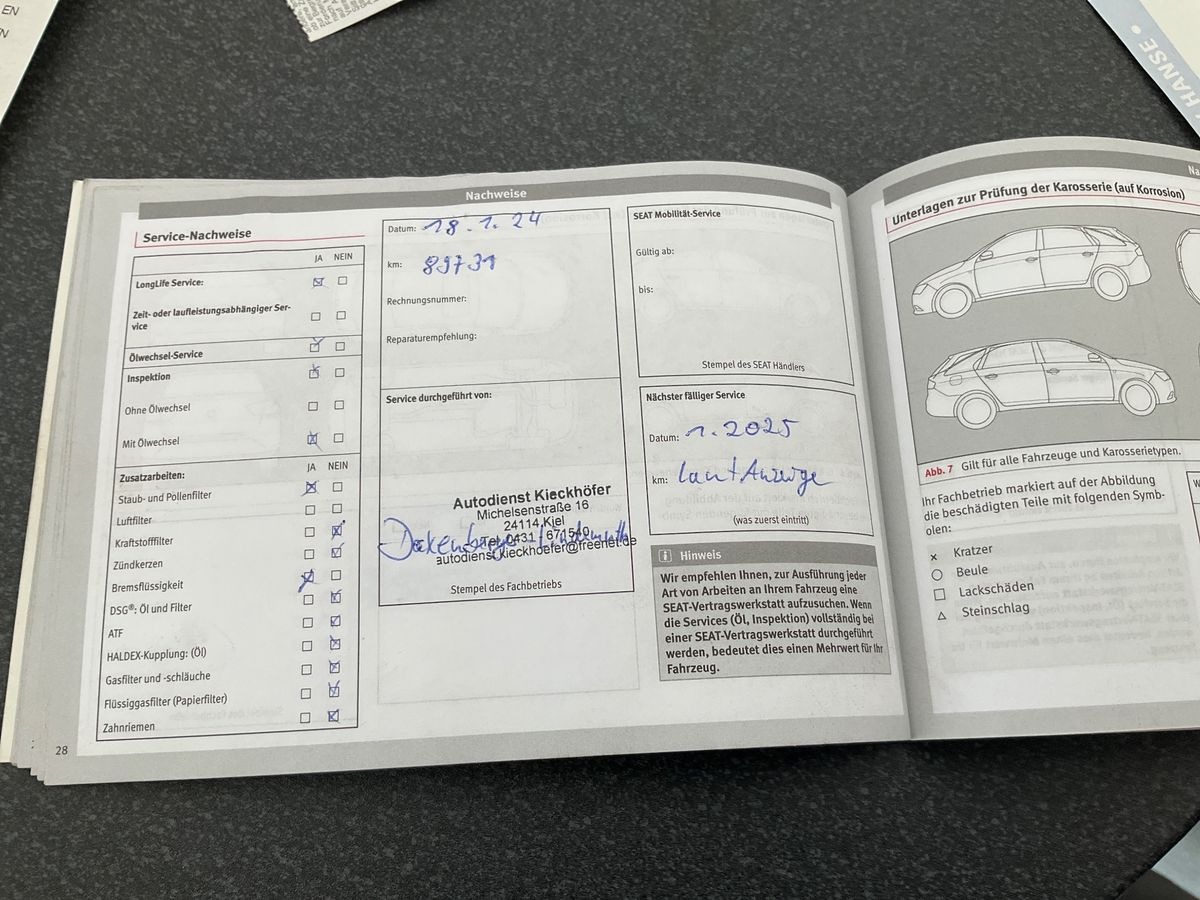 EN
HANSE •
Nachweise
Service-Nachweise
JA NEIN
LongLife Service:
Zeit- oder laufleistungsabhängiger Ser-
vice
Ölwechsel-Service
Inspektion
Ohne Ölwechsel
Mit Ölwechsel
Zusatzarbeiten: JA NEIN
Staub- und Pollenfilter
Luftfilter
Kraftstofffilter
Zündkerzen
Bremsflüssigkeit
DSG®: Öl und Filter
ATF
HALDEX-Kupplung: (Öl)
Gasfilter und -schläuche
Flüssiggasfilter (Papierfilter)
Zahnriemen
28
Datum: 18.1.24
km: 89731
Rechnungsnummer:
Reparaturempfehlung:
Service durchgeführt von:
Autodienst Kieckhöfer
Michelsenstraße 16
24114 Kiel
Tel. 0431 / 671540
autodienst.kieckhoefer@freenet.de
Stempel des Fachbetriebs
SEAT Mobilität-Service
Gültig ab:
bis:
Stempel des SEAT Händlers
Nächster fälliger Service
Datum: 1.2025
km: laut Anzeige
(was zuerst eintritt)
i Hinweis
Wir empfehlen Ihnen, zur Ausführung jeder
Art von Arbeiten an Ihrem Fahrzeug eine
SEAT-Vertragswerkstatt aufzusuchen. Wenn
die Services (Öl, Inspektion) vollständig bei
einer SEAT-Vertragswerkstatt durchgeführt
werden, bedeutet dies einen Mehrwert für Ihr
Fahrzeug.
Na
Unterlagen zur Prüfung der Karosserie (auf Korrosion)
Abb. 7 Gilt für alle Fahrzeuge und Karosserietypen.
Ihr Fachbetrieb markiert auf der Abbildung
die beschädigten Teile mit folgenden Symb-
olen:
Kratzer
Beule
Lackschäden
Steinschlag